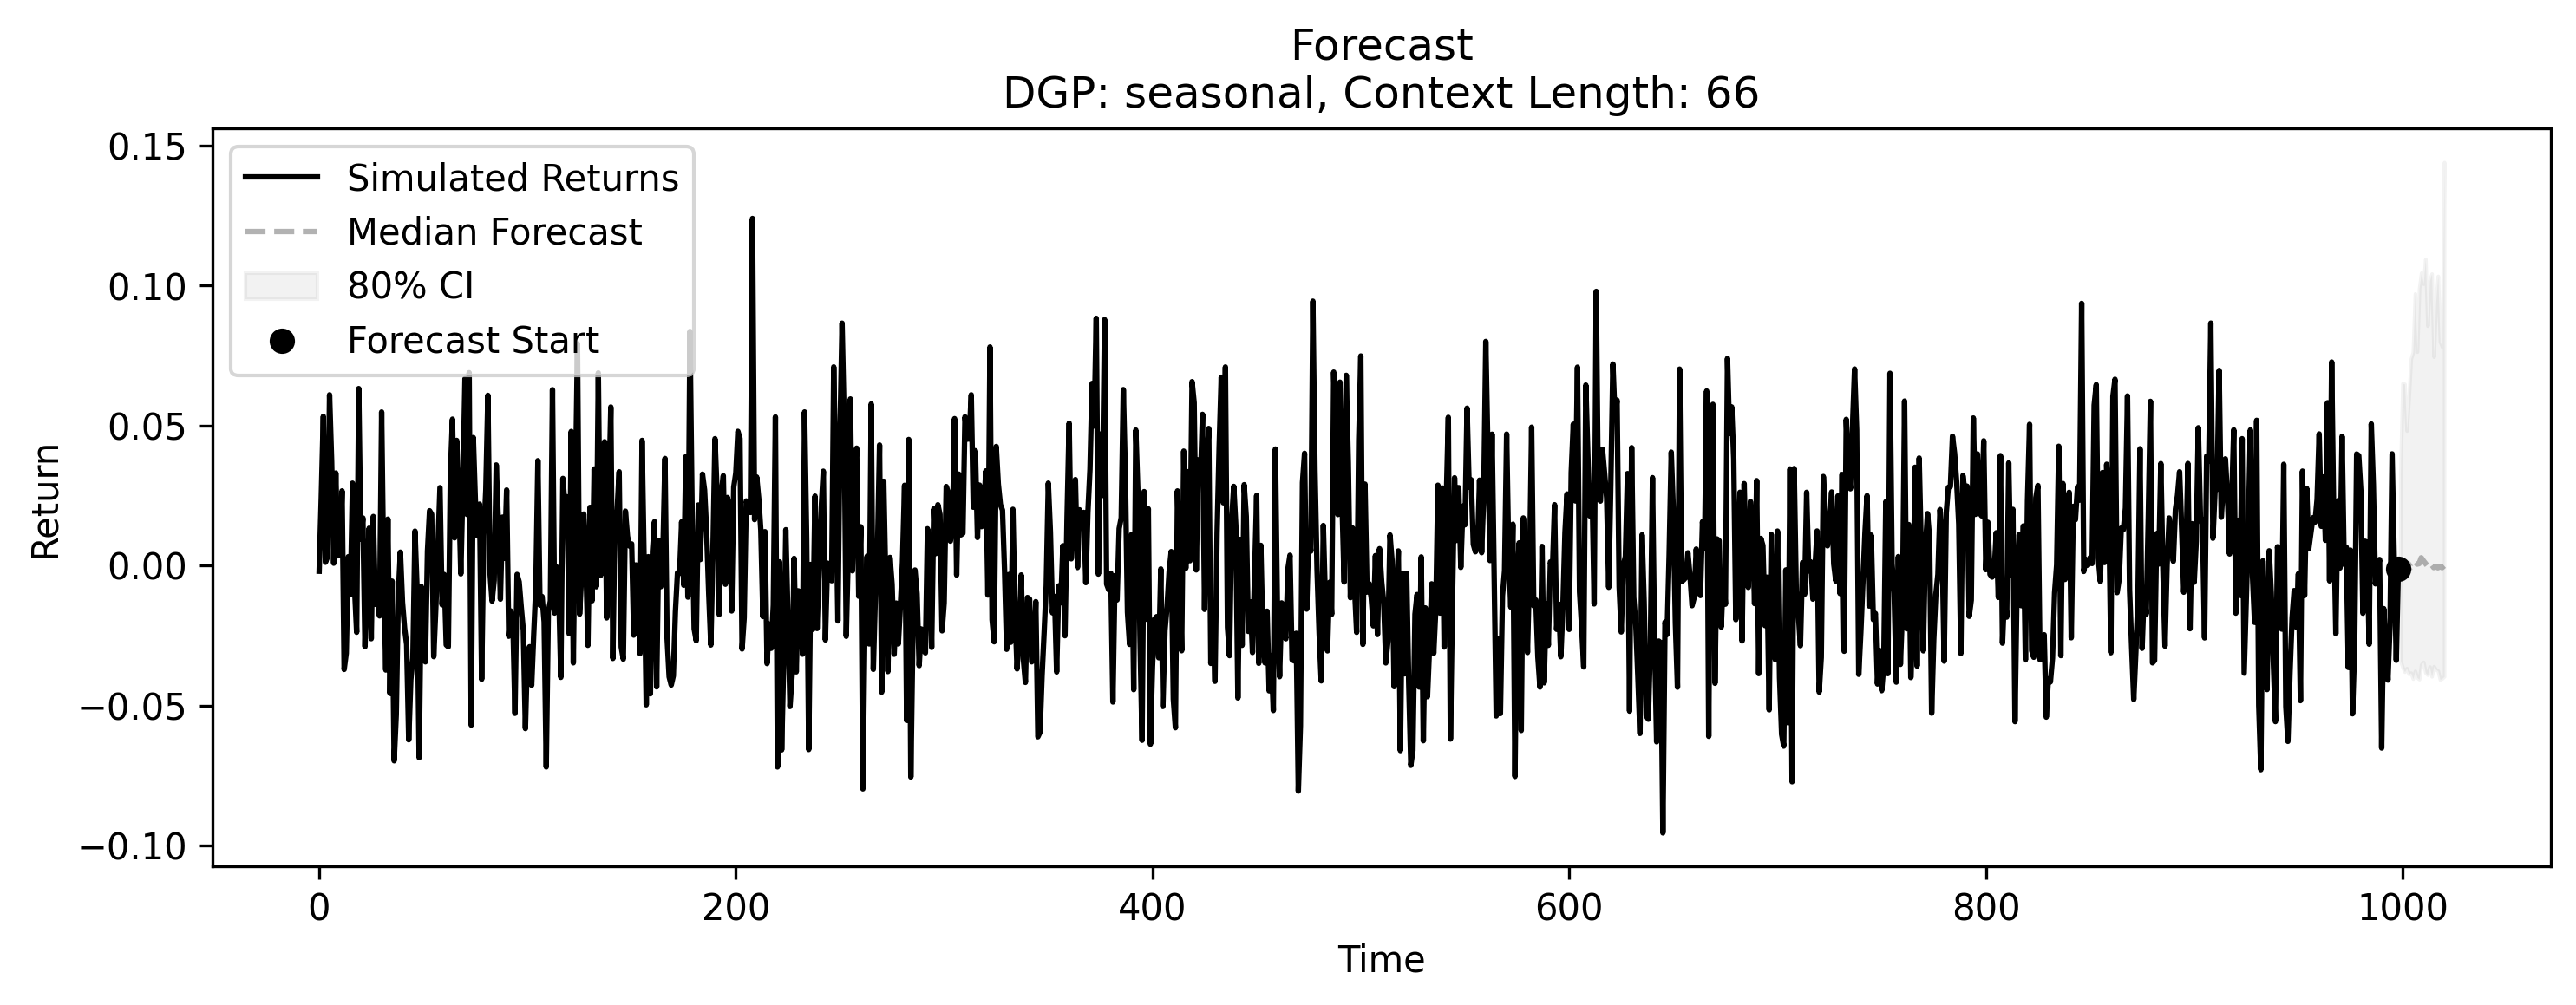 Forecast
DGP: seasonal, Context Length: 66
0.15
0.10
0.05
0.00
−0.05
−0.10
Return
Simulated Returns
Median Forecast
80% CI
Forecast Start
0
200
400
600
800
1000
Time